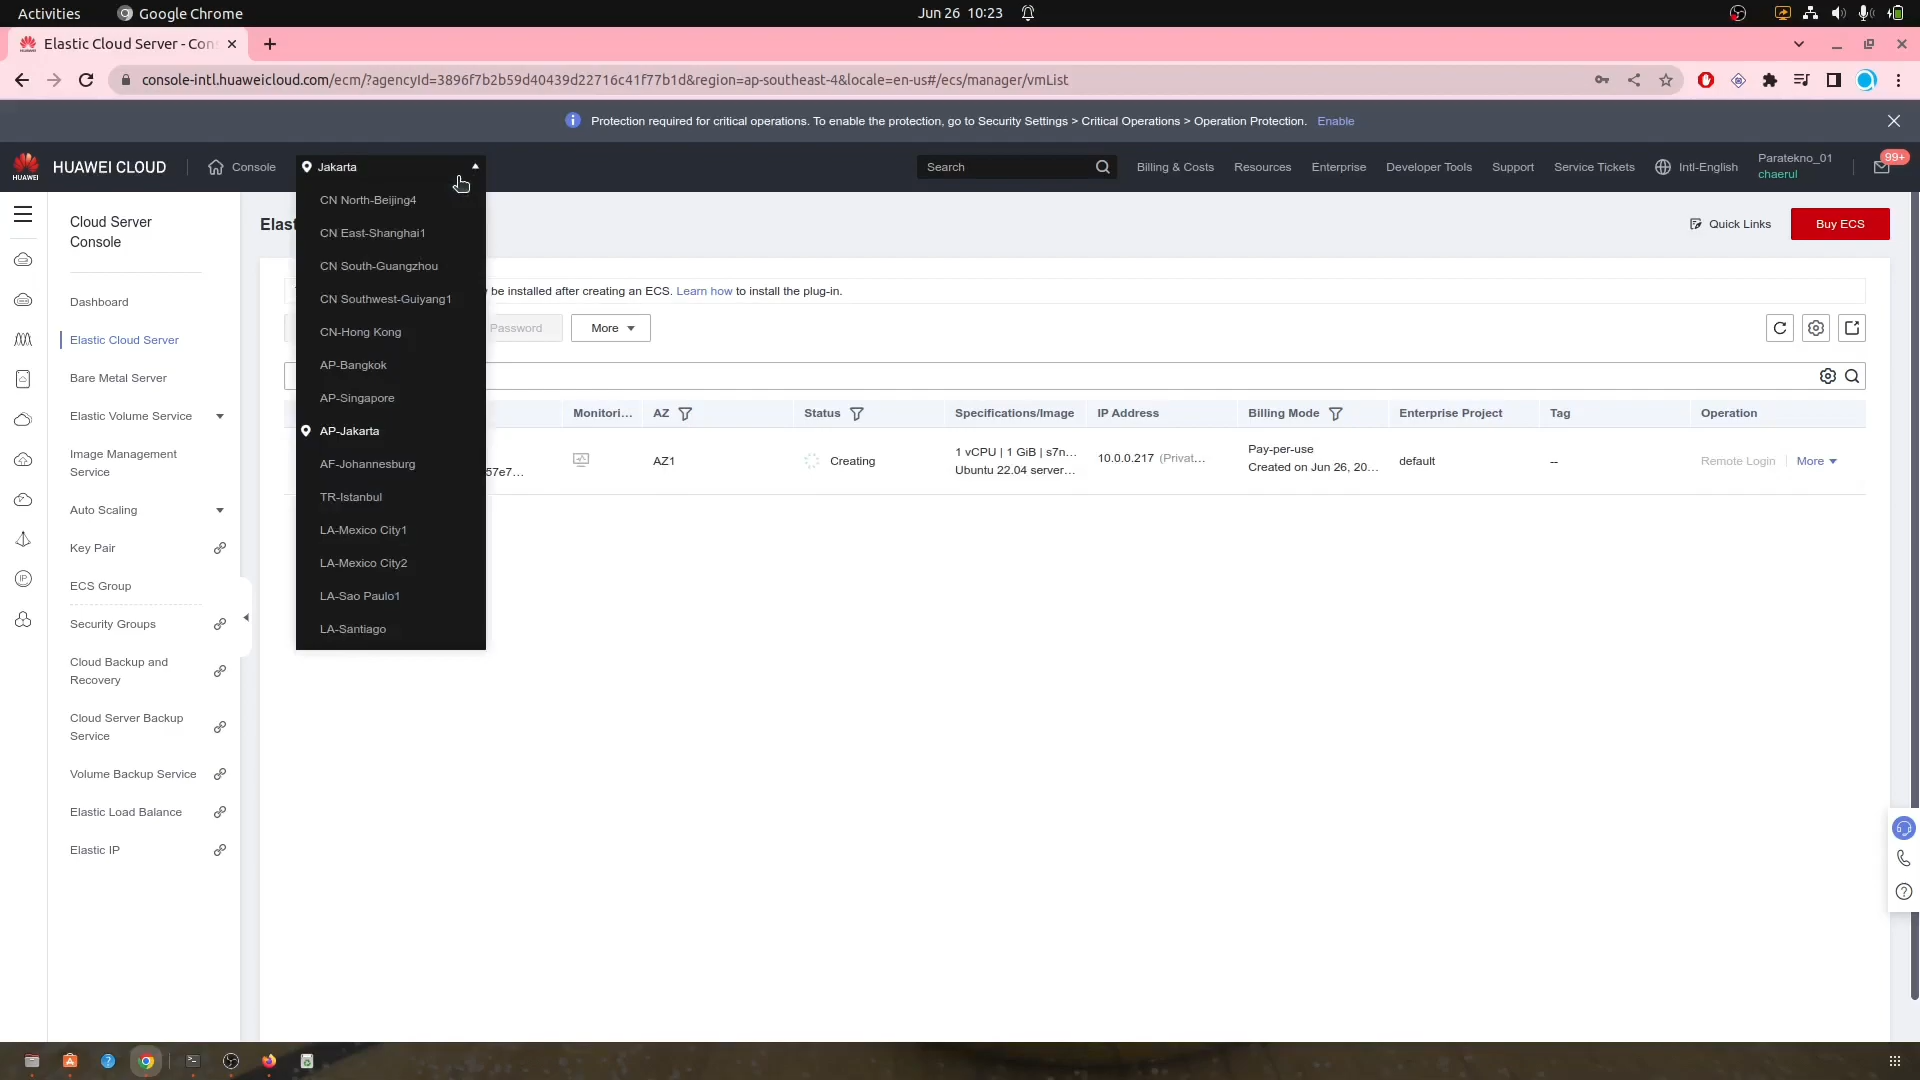 Activities
Google Chrome
Jun 26 10:23
Elastic Cloud Server - Con
console-intl.huaweicloud.com/ecm/?agencyId=3896f7b2b59d40439d22716c41f77b1d&region=ap-southeast-4&locale=en-us#/ecs/manager/vmList
Protection required for critical operations. To enable the protection, go to Security Settings > Critical Operations > Operation Protection. Enable
HUAWEI
HUAWEI CLOUD
Console
Jakarta
Search
Billing & Costs
Resources
Enterprise
Developer Tools
Support
Service Tickets
Intl-English
Paratekno_01
chaerul
99+
CN North-Beijing4
CN East-Shanghai1
CN South-Guangzhou
CN Southwest-Guiyang1
CN-Hong Kong
AP-Bangkok
AP-Singapore
AP-Jakarta
AF-Johannesburg
TR-Istanbul
LA-Mexico City1
LA-Mexico City2
LA-Sao Paulo1
LA-Santiago
Cloud Server
Console
Dashboard
Elastic Cloud Server
Bare Metal Server
Elastic Volume Service
Image Management
Service
Auto Scaling
Key Pair
ECS Group
Security Groups
Cloud Backup and
Recovery
Cloud Server Backup
Service
Volume Backup Service
Elastic Load Balance
Elastic IP
IP
Elast
Quick Links
Buy ECS
be installed after creating an ECS. Learn how to install the plug-in.
Password
More
Monitori...
AZ
Status
Specifications/Image
IP Address
Billing Mode
Enterprise Project
Tag
Operation
57e7...
AZ1
Creating
1 vCPU | 1 GiB | s7n...
Ubuntu 22.04 server...
10.0.0.217 (Privat...
Pay-per-use
Created on Jun 26, 20...
default
--
Remote Login
More